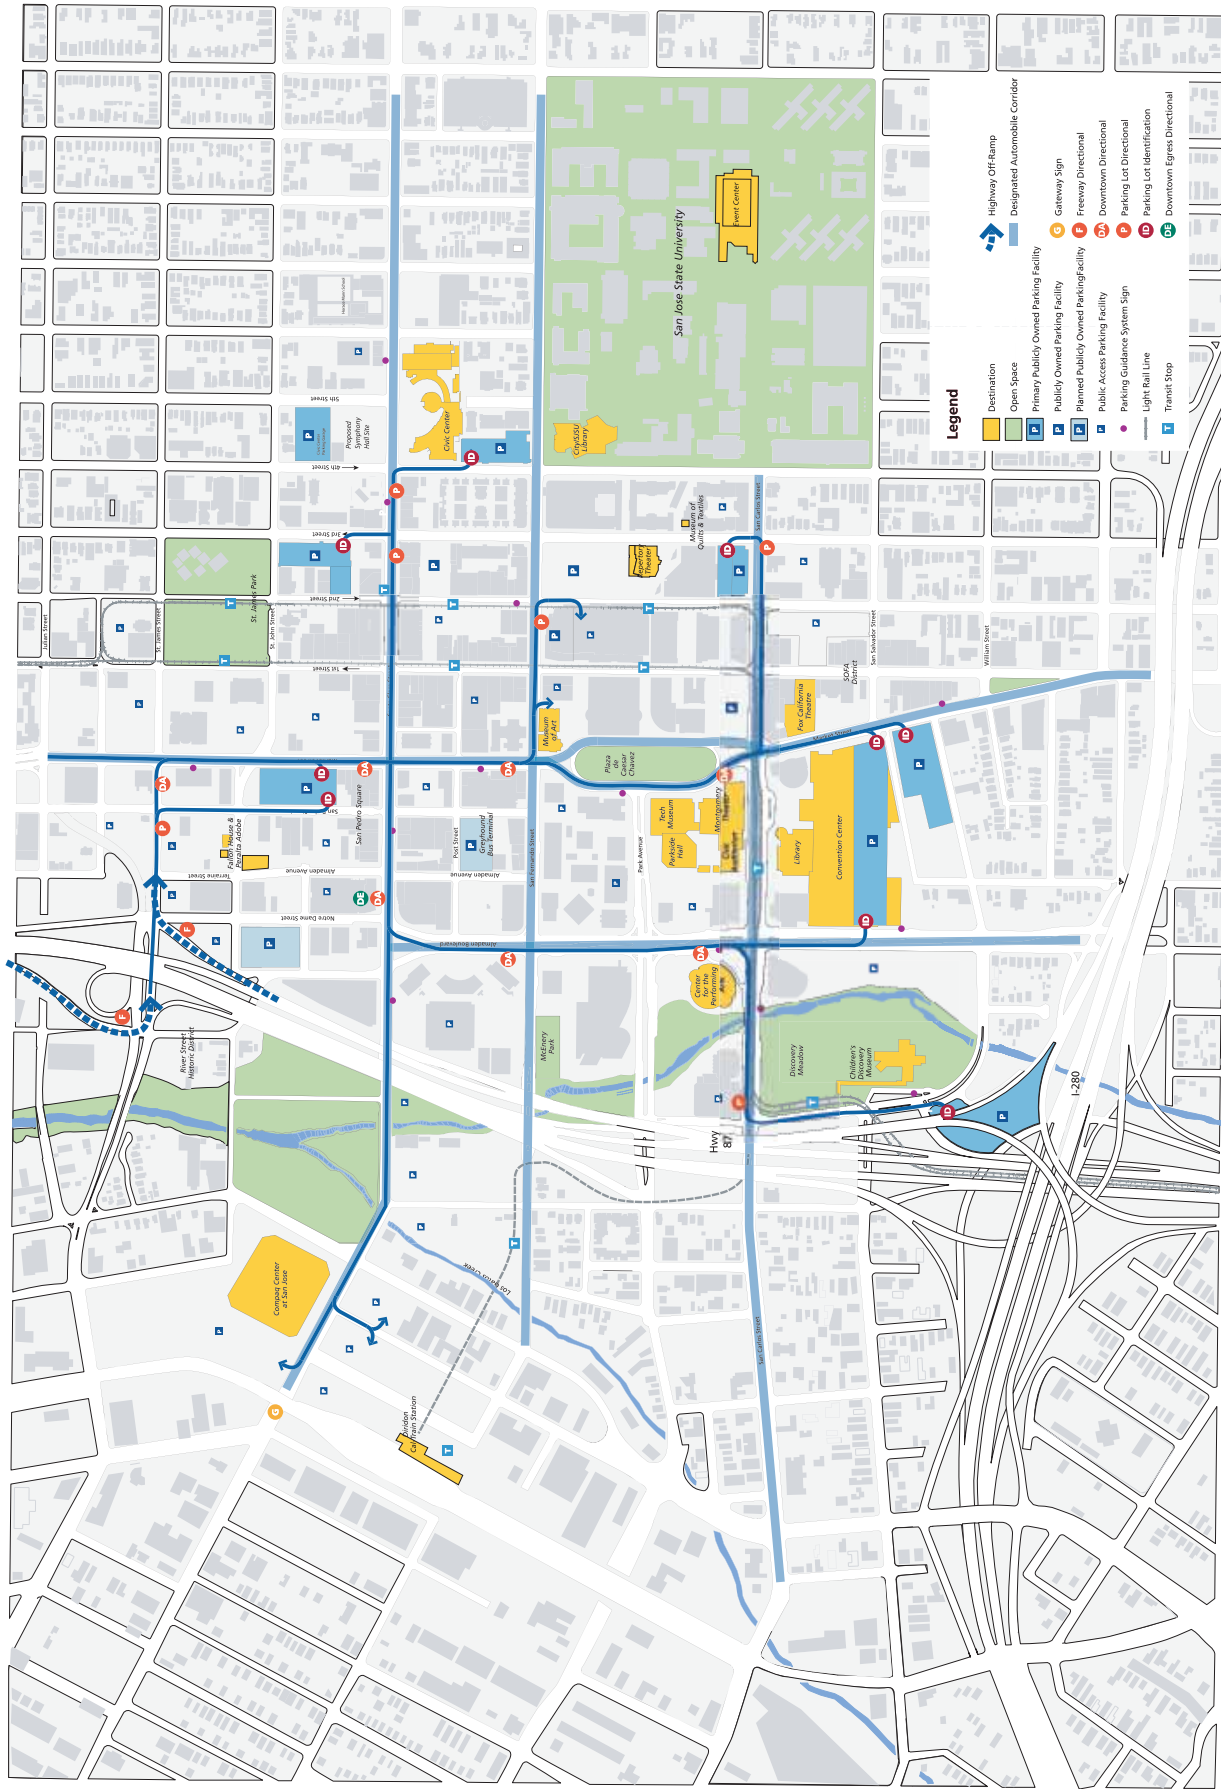 Julian Street
St. James Street
St. James Park
St. John Street
1st Street
2nd Street
3rd Street
4th Street
5th Street
Proposed
Symphony
Hall Site
Civic Center
San Jose State University
Event Center
City/SJSU
Library
Museum of
Quilts & Textiles
Repertory
Theater
San Carlos Street
San Salvador Street
William Street
SOFA
District
Fox California
Theatre
Museum
of Art
Plaza
de
Caesar
Chavez
Fallon House &
Peralta Adobe
San Pedro Square
Terraine Street
Almaden Avenue
Notre Dame Street
Post Street
Greyhound
Bus Terminal
Almaden Avenue
San Fernando Street
Park Avenue
Tech
Museum
Parkside
Hall
Montgomery
Library
Convention Center
Almaden Boulevard
Center
for the
Performing
River Street
Historic District
McEnery
Park
Discovery
Meadow
Children's
Discovery
Museum
Hwy
87
I-280
Compaq Center
at San Jose
Los Gatos Creek
Diridon
CalTrain Station
San Carlos Street
Legend
Destination
Open Space
P Primary Publicly Owned Parking Facility
P Publicly Owned Parking Facility
P Planned Publicly Owned ParkingFacility
P Public Access Parking Facility
Parking Guidance System Sign
Light Rail Line
T Transit Stop
Highway Off-Ramp
Designated Automobile Corridor
G Gateway Sign
F Freeway Directional
DA Downtown Directional
P Parking Lot Directional
ID Parking Lot Identification
DE Downtown Egress Directional